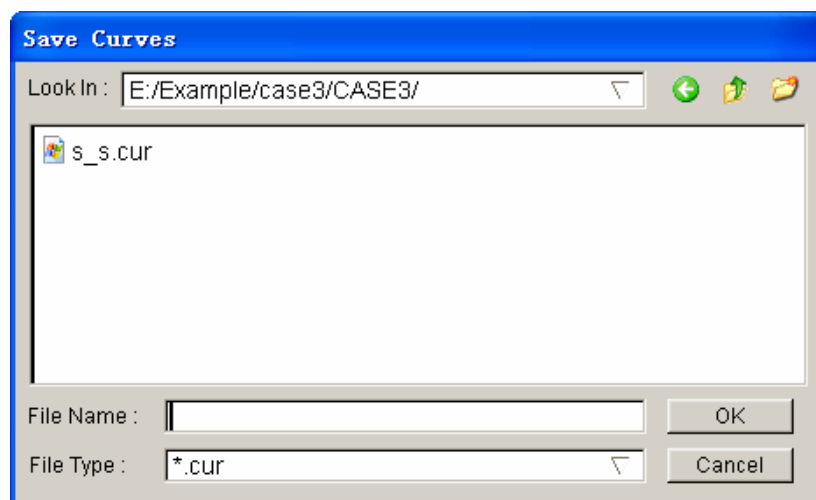 Save Curves
Look In : E:/Example/case3/CASE3/
s_s.cur
File Name : OK
File Type : *.cur Cancel